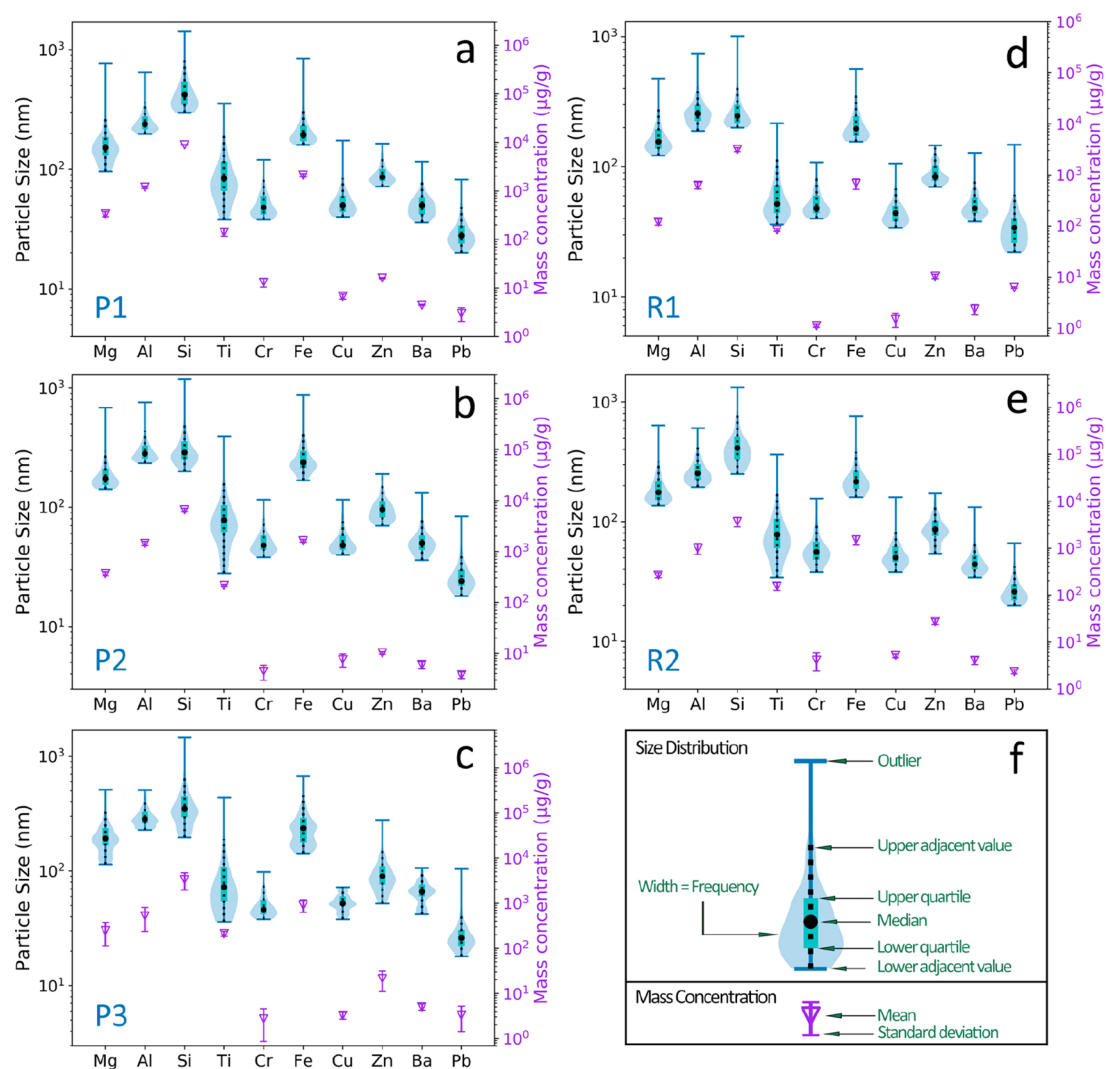 a
10³
10²
10¹
Particle Size (nm)
10⁶
10⁵
10⁴
10³
10²
10¹
10⁰
Mass concentration (µg/g)
P1
Mg Al Si Ti Cr Fe Cu Zn Ba Pb
d
10³
10²
10¹
Particle Size (nm)
10⁶
10⁵
10⁴
10³
10²
10¹
10⁰
Mass concentration (µg/g)
R1
Mg Al Si Ti Cr Fe Cu Zn Ba Pb
b
10³
10²
10¹
Particle Size (nm)
10⁶
10⁵
10⁴
10³
10²
10¹
Mass concentration (µg/g)
P2
Mg Al Si Ti Cr Fe Cu Zn Ba Pb
e
10³
10²
10¹
Particle Size (nm)
10⁶
10⁵
10⁴
10³
10²
10¹
10⁰
Mass concentration (µg/g)
R2
Mg Al Si Ti Cr Fe Cu Zn Ba Pb
c
10³
10²
10¹
Particle Size (nm)
10⁶
10⁵
10⁴
10³
10²
10¹
10⁰
Mass concentration (µg/g)
P3
Mg Al Si Ti Cr Fe Cu Zn Ba Pb
Size Distribution
f
Outlier
Upper adjacent value
Width = Frequency
Upper quartile
Median
Lower quartile
Lower adjacent value
Mass Concentration
Mean
Standard deviation